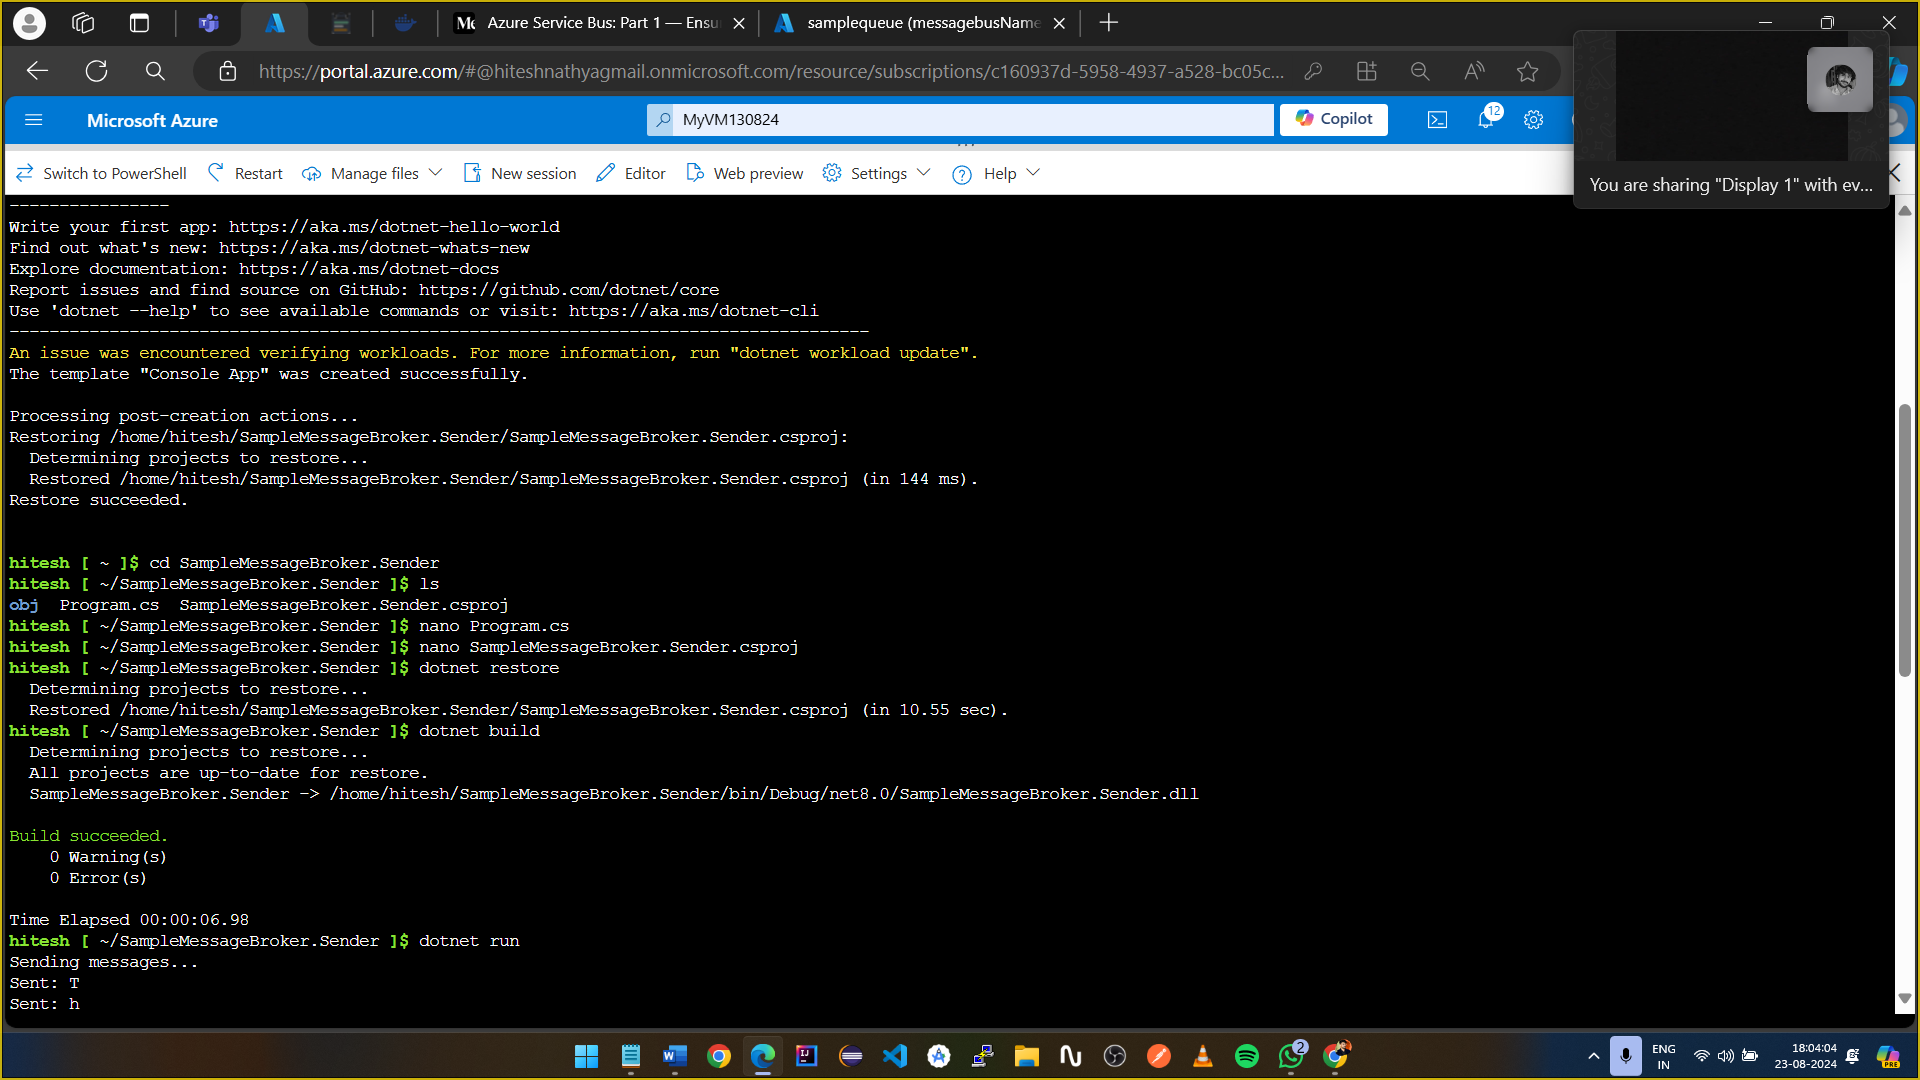 Azure Service Bus: Part 1 — Ensu
samplequeue (messagebusName
https://portal.azure.com/#@hiteshnathyagmail.onmicrosoft.com/resource/subscriptions/c160937d-5958-4937-a528-bc05c...
Microsoft Azure
MyVM130824
Copilot
12
You are sharing "Display 1" with ev...
Switch to PowerShell
Restart
Manage files
New session
Editor
Web preview
Settings
Help
----------------
Write your first app: https://aka.ms/dotnet-hello-world
Find out what's new: https://aka.ms/dotnet-whats-new
Explore documentation: https://aka.ms/dotnet-docs
Report issues and find source on GitHub: https://github.com/dotnet/core
Use 'dotnet --help' to see available commands or visit: https://aka.ms/dotnet-cli
--------------------------------------------------------------------------------------
An issue was encountered verifying workloads. For more information, run "dotnet workload update".
The template "Console App" was created successfully.
Processing post-creation actions...
Restoring /home/hitesh/SampleMessageBroker.Sender/SampleMessageBroker.Sender.csproj:
Determining projects to restore...
Restored /home/hitesh/SampleMessageBroker.Sender/SampleMessageBroker.Sender.csproj (in 144 ms).
Restore succeeded.
hitesh [ ~ ]$ cd SampleMessageBroker.Sender
hitesh [ ~/SampleMessageBroker.Sender ]$ ls
obj  Program.cs  SampleMessageBroker.Sender.csproj
hitesh [ ~/SampleMessageBroker.Sender ]$ nano Program.cs
hitesh [ ~/SampleMessageBroker.Sender ]$ nano SampleMessageBroker.Sender.csproj
hitesh [ ~/SampleMessageBroker.Sender ]$ dotnet restore
Determining projects to restore...
Restored /home/hitesh/SampleMessageBroker.Sender/SampleMessageBroker.Sender.csproj (in 10.55 sec).
hitesh [ ~/SampleMessageBroker.Sender ]$ dotnet build
Determining projects to restore...
All projects are up-to-date for restore.
SampleMessageBroker.Sender -> /home/hitesh/SampleMessageBroker.Sender/bin/Debug/net8.0/SampleMessageBroker.Sender.dll
Build succeeded.
0 Warning(s)
0 Error(s)
Time Elapsed 00:00:06.98
hitesh [ ~/SampleMessageBroker.Sender ]$ dotnet run
Sending messages...
Sent: T
Sent: h
2
ENG
IN
18:04:04
23-08-2024